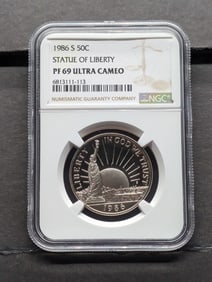 1986 S 50C
STATUE OF LIBERTY
PF 69 ULTRA CAMEO
6813111-113
NUMISMATIC GUARANTY COMPANY
NGC
LIBERTY
IN GOD WE TRUST
1986